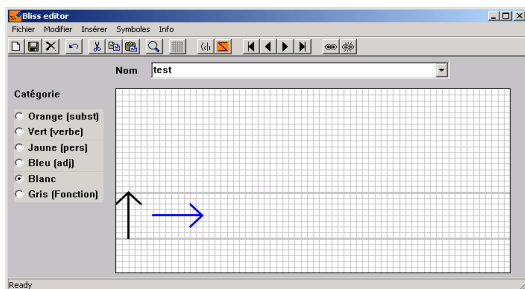 Bliss editor
Fichier Modifier Insérer Symboles Info
Nom test
Catégorie
Orange (subst)
Vert (verbe)
Jaune (pers)
Bleu (adj)
Blanc
Gris (Fonction)
Ready